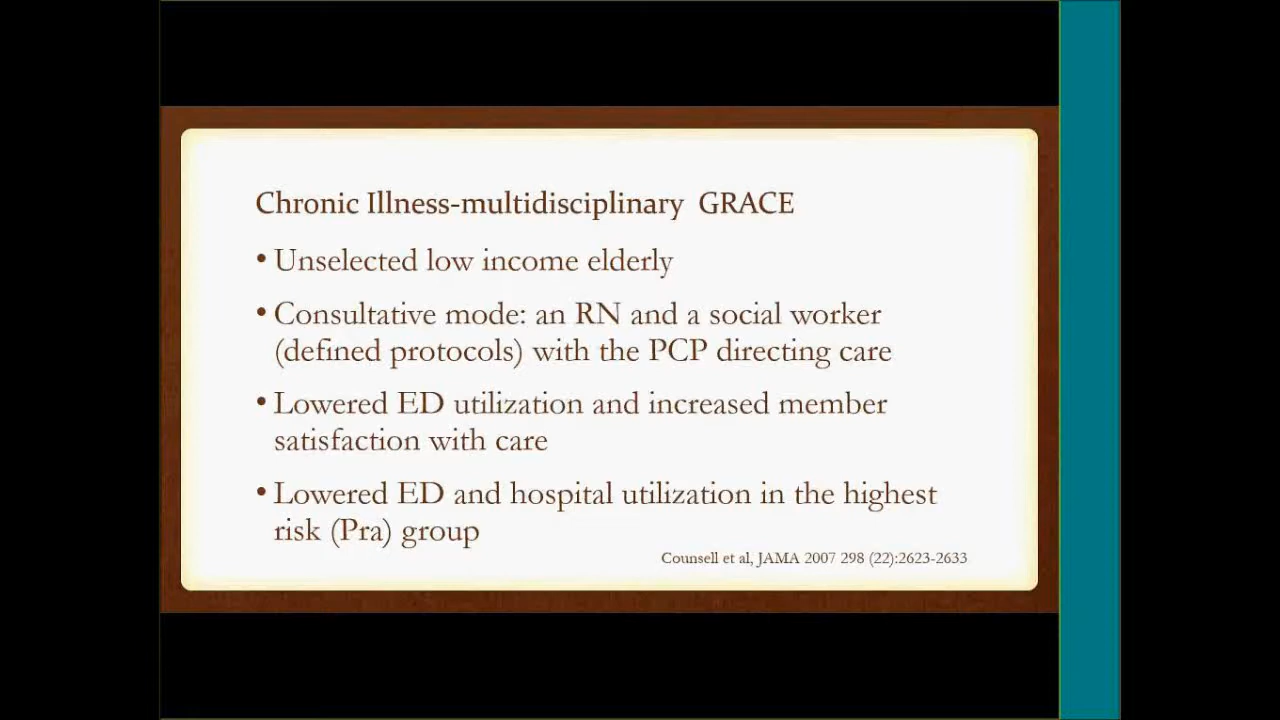 Chronic Illness-multidisciplinary GRACE
• Unselected low income elderly
• Consultative mode: an RN and a social worker
(defined protocols) with the PCP directing care
• Lowered ED utilization and increased member
satisfaction with care
• Lowered ED and hospital utilization in the highest
risk (Pra) group
Counsell et al, JAMA 2007 298 (22):2623-2633